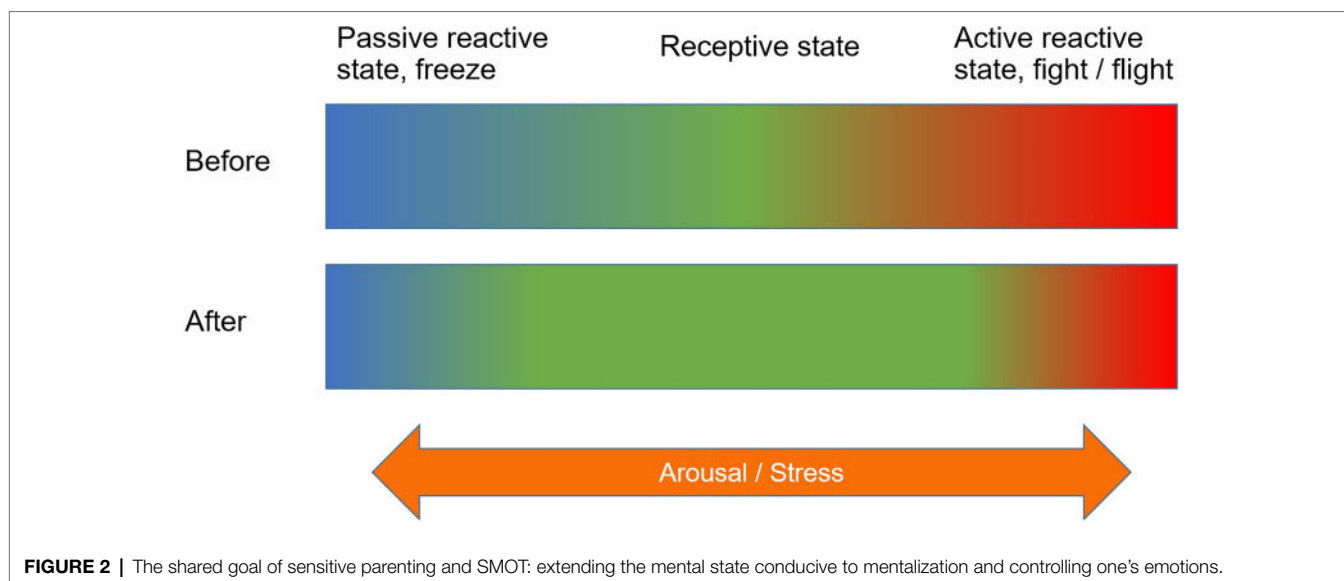 Passive reactive
state, freeze
Receptive state
Active reactive
state, fight / flight
Before
After
Arousal / Stress
FIGURE 2 | The shared goal of sensitive parenting and SMOT: extending the mental state conducive to mentalization and controlling one’s emotions.